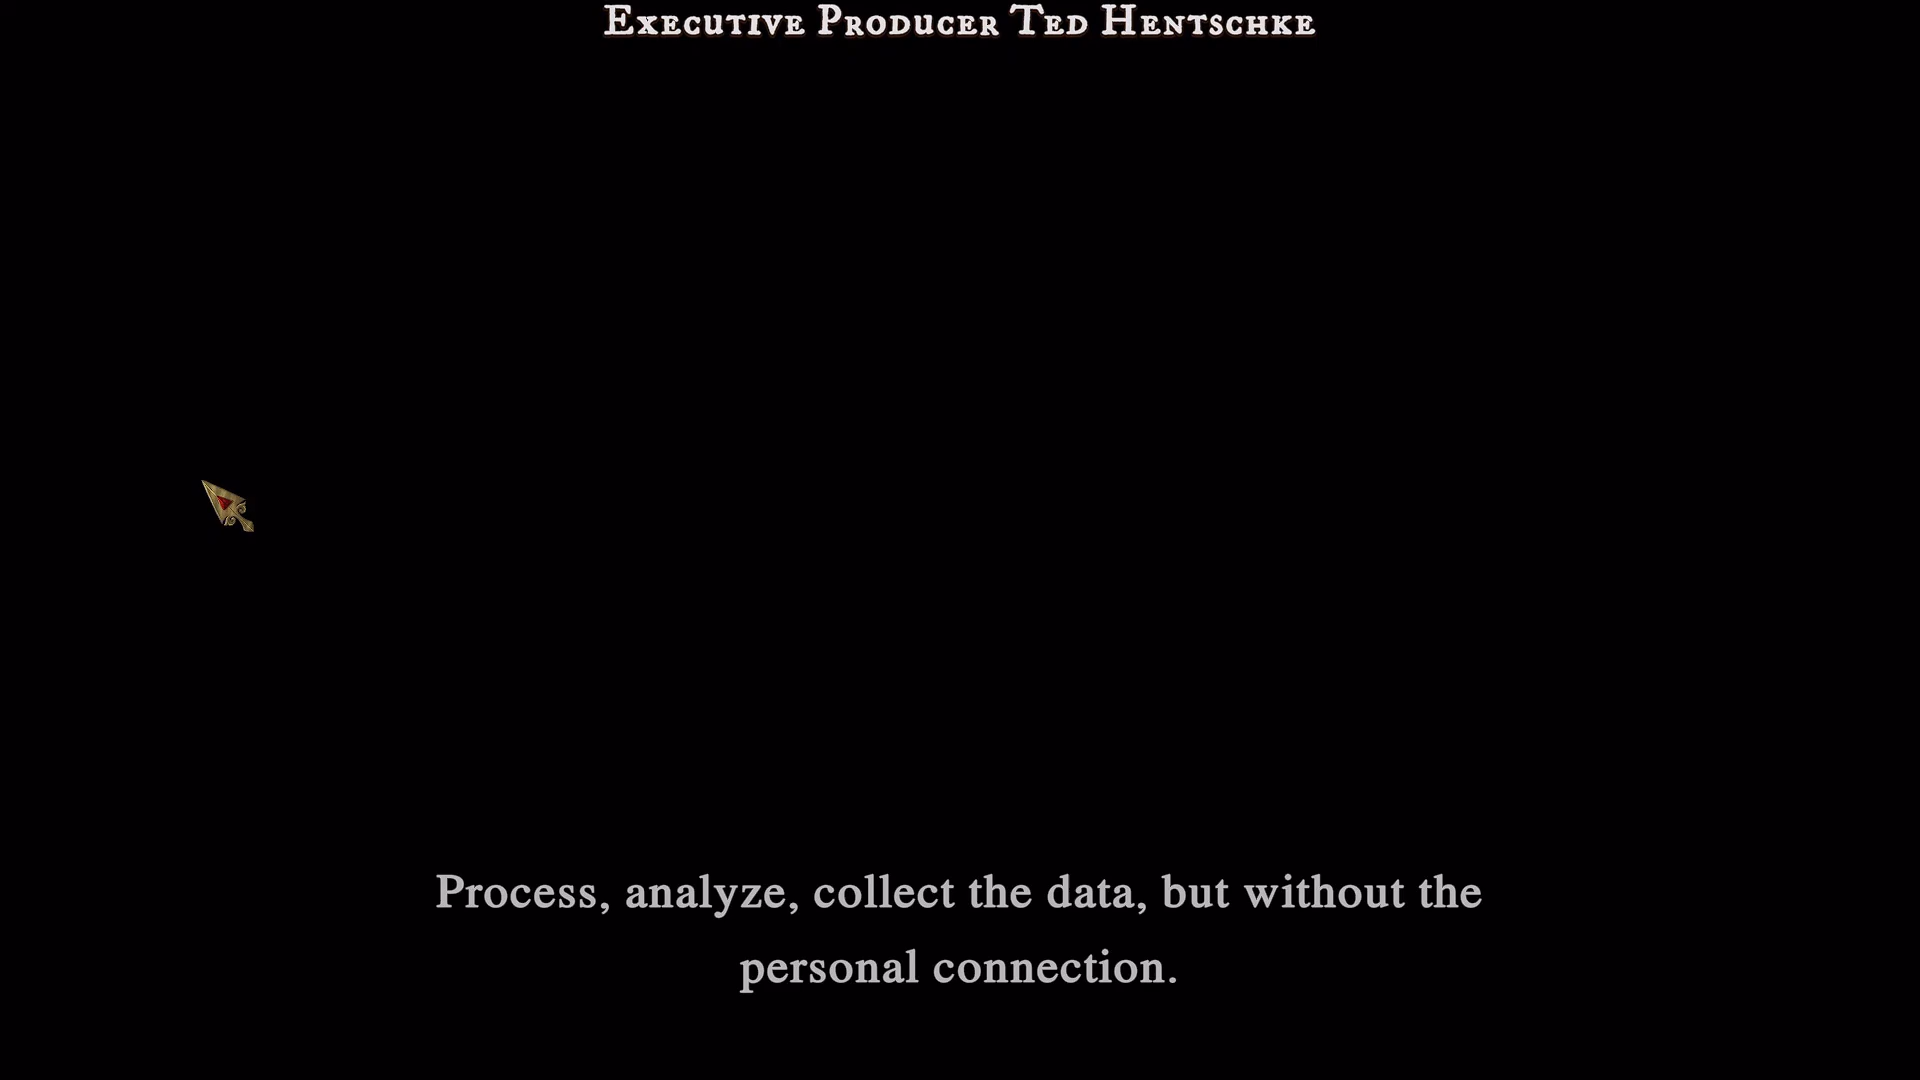 Executive Producer Ted Hentschke
Process, analyze, collect the data, but without the
personal connection.